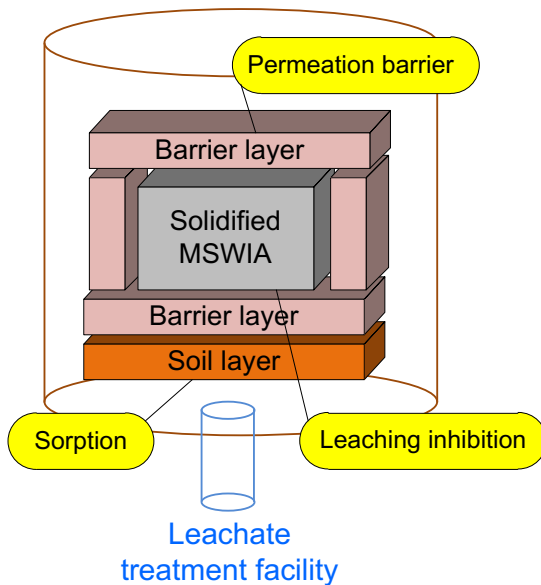 Permeation barrier
Barrier layer
Solidified
MSWIA
Barrier layer
Soil layer
Sorption
Leaching inhibition
Leachate
treatment facility